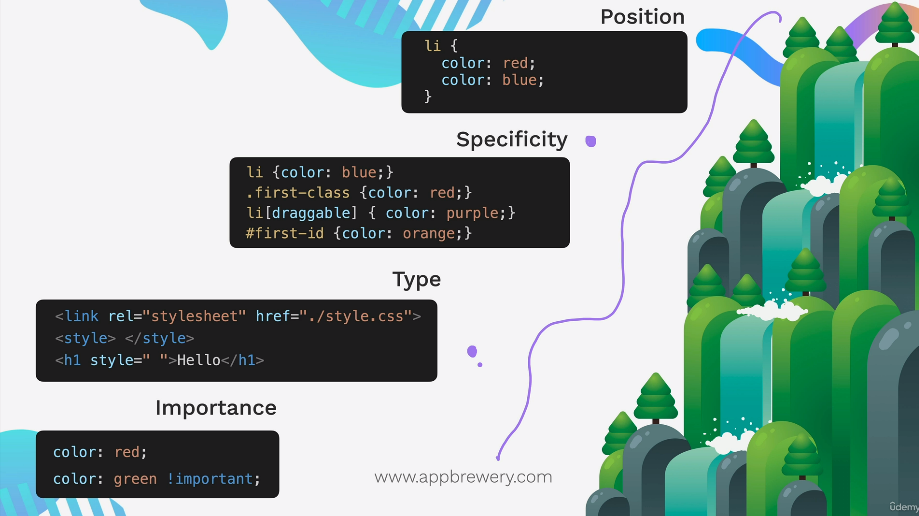 Position
li {
color: red;
color: blue;
}
Specificity
li {color: blue;}
.first-class {color: red;}
li[draggable] { color: purple;}
#first-id {color: orange;}
Type
<link rel="stylesheet" href="./style.css">
<style> </style>
<h1 style=" ">Hello</h1>
Importance
color: red;
color: green !important;
www.appbrewery.com
ûdemy